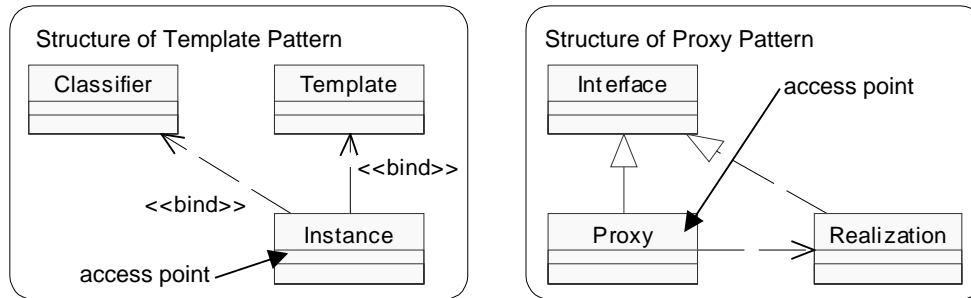 Structure of Template Pattern
Classifier
Template
<<bind>>
<<bind>>
Instance
access point
Structure of Proxy Pattern
Interface
access point
Proxy
Realization